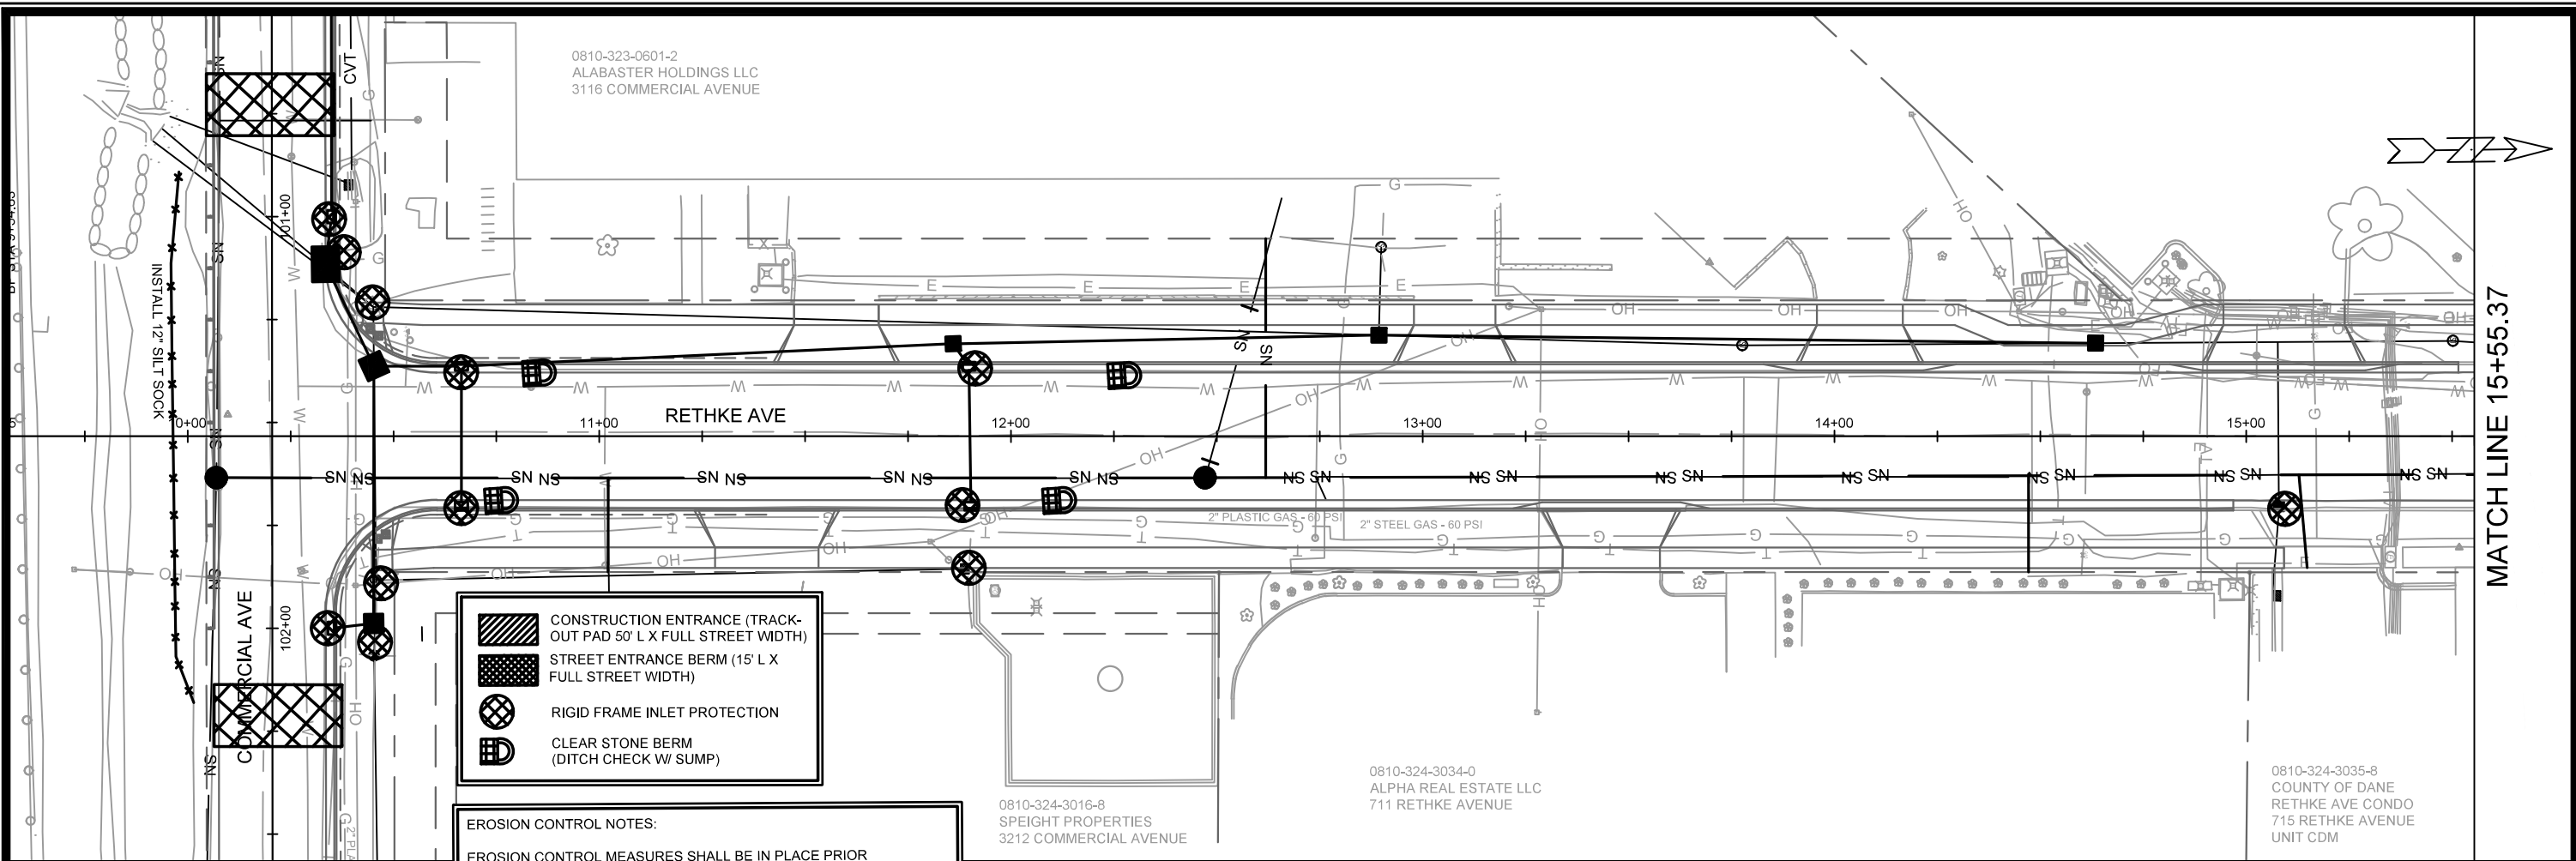 0810-323-0601-2
ALABASTER HOLDINGS LLC
3116 COMMERCIAL AVENUE
CVT
SN
INSTALL 12" SILT SOCK
101+00
102+00
COMMERCIAL AVE
RETHKE AVE
0+00
11+00
12+00
13+00
14+00
15+00
2" PLASTIC GAS - 60 PSI
2" STEEL GAS - 60 PSI
MATCH LINE 15+55.37
CONSTRUCTION ENTRANCE (TRACK-
OUT PAD 50' L X FULL STREET WIDTH)
STREET ENTRANCE BERM (15' L X
FULL STREET WIDTH)
RIGID FRAME INLET PROTECTION
CLEAR STONE BERM
(DITCH CHECK W/ SUMP)
EROSION CONTROL NOTES:
EROSION CONTROL MEASURES SHALL BE IN PLACE PRIOR
0810-324-3016-8
SPEIGHT PROPERTIES
3212 COMMERCIAL AVENUE
0810-324-3034-0
ALPHA REAL ESTATE LLC
711 RETHKE AVENUE
0810-324-3035-8
COUNTY OF DANE
RETHKE AVE CONDO
715 RETHKE AVENUE
UNIT CDM